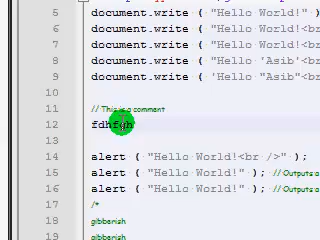 5 document.write ( "Hello World!" )
6 document.write ( "Hello World!<br
7 document.write ( "Hello World!<br
8 document.write ( "Hello 'Asib'<br
9 document.write ( 'Hello "Asib"<b
10
11 // This is a comment
12 fdhfgh
13
14 alert ( "Hello World!<br />" );
15 alert ( "Hello World!" ); // Outputs a
16 alert ( "Hello World!" ); // Outputs a
17 /*
18 gibberish
19 gibberish